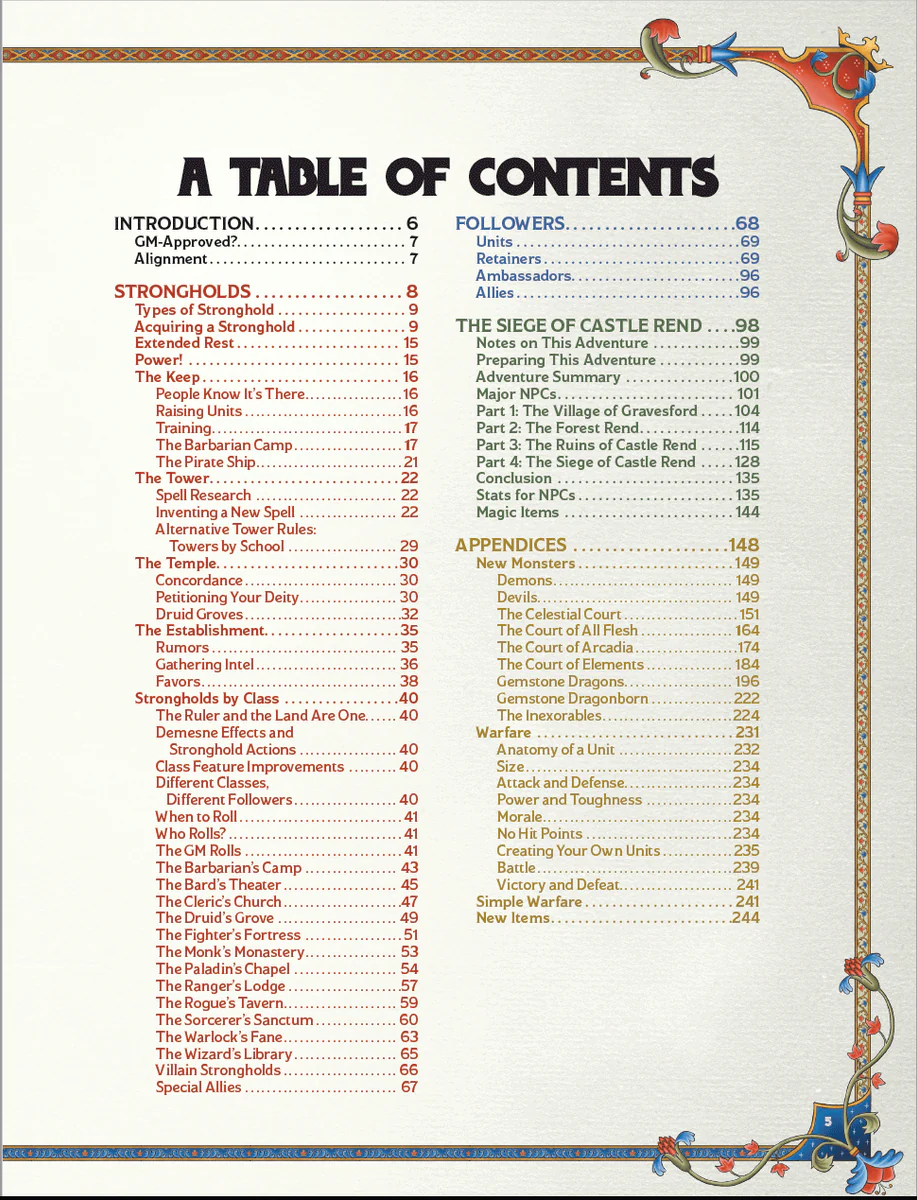 A TABLE OF CONTENTS
INTRODUCTION. . . . . . . . . . . . . . . . . . . 6
GM-Approved?. . . . . . . . . . . . . . . . . . . . . . . . 7
Alignment . . . . . . . . . . . . . . . . . . . . . . . . . . . . 7
STRONGHOLDS . . . . . . . . . . . . . . . . . . 8
Types of Stronghold . . . . . . . . . . . . . . . . . 9
Acquiring a Stronghold . . . . . . . . . . . . . . 9
Extended Rest . . . . . . . . . . . . . . . . . . . . . . . 15
Power! . . . . . . . . . . . . . . . . . . . . . . . . . . . . . 15
The Keep . . . . . . . . . . . . . . . . . . . . . . . . . . . 16
People Know It's There. . . . . . . . . . . . . . . . 16
Raising Units . . . . . . . . . . . . . . . . . . . . . . . . . . 16
Training. . . . . . . . . . . . . . . . . . . . . . . . . . . . . . . 17
The Barbarian Camp . . . . . . . . . . . . . . . . . . 17
The Pirate Ship. . . . . . . . . . . . . . . . . . . . . . . . 21
The Tower. . . . . . . . . . . . . . . . . . . . . . . . . . 22
Spell Research . . . . . . . . . . . . . . . . . . . . . . . 22
Inventing a New Spell . . . . . . . . . . . . . . . . 22
Alternative Tower Rules:
Towers by School . . . . . . . . . . . . . . . . . . 29
The Temple. . . . . . . . . . . . . . . . . . . . . . . . .30
Concordance . . . . . . . . . . . . . . . . . . . . . . . . . 30
Petitioning Your Deity. . . . . . . . . . . . . . . . . 30
Druid Groves . . . . . . . . . . . . . . . . . . . . . . . . . 32
The Establishment. . . . . . . . . . . . . . . . . . 35
Rumors . . . . . . . . . . . . . . . . . . . . . . . . . . . . . . 35
Gathering Intel . . . . . . . . . . . . . . . . . . . . . . . 36
Favors. . . . . . . . . . . . . . . . . . . . . . . . . . . . . . . . 38
Strongholds by Class . . . . . . . . . . . . . . . .40
The Ruler and the Land Are One. . . . . . 40
Demesne Effects and
Stronghold Actions . . . . . . . . . . . . . . . . 40
Class Feature Improvements . . . . . . . . . 40
Different Classes,
Different Followers . . . . . . . . . . . . . . . . . 40
When to Roll . . . . . . . . . . . . . . . . . . . . . . . . . 41
Who Rolls? . . . . . . . . . . . . . . . . . . . . . . . . . . . 41
The GM Rolls . . . . . . . . . . . . . . . . . . . . . . . . 41
The Barbarian's Camp . . . . . . . . . . . . . . . . 43
The Bard's Theater . . . . . . . . . . . . . . . . . . . 45
The Cleric's Church . . . . . . . . . . . . . . . . . . .47
The Druid's Grove . . . . . . . . . . . . . . . . . . . . 49
The Fighter's Fortress . . . . . . . . . . . . . . . . .51
The Monk's Monastery. . . . . . . . . . . . . . . . 53
The Paladin's Chapel . . . . . . . . . . . . . . . . . 54
The Ranger's Lodge . . . . . . . . . . . . . . . . . . .57
The Rogue's Tavern. . . . . . . . . . . . . . . . . . . 59
The Sorcerer's Sanctum . . . . . . . . . . . . . . 60
The Warlock's Fane. . . . . . . . . . . . . . . . . . . 63
The Wizard's Library . . . . . . . . . . . . . . . . . . 65
Villain Strongholds . . . . . . . . . . . . . . . . . . . 66
Special Allies . . . . . . . . . . . . . . . . . . . . . . . . . 67
FOLLOWERS. . . . . . . . . . . . . . . . . . . . . .68
Units . . . . . . . . . . . . . . . . . . . . . . . . . . . . . . . .69
Retainers . . . . . . . . . . . . . . . . . . . . . . . . . . . .69
Ambassadors. . . . . . . . . . . . . . . . . . . . . . . .96
Allies . . . . . . . . . . . . . . . . . . . . . . . . . . . . . . . .96
THE SIEGE OF CASTLE REND . . . .98
Notes on This Adventure . . . . . . . . . . . .99
Preparing This Adventure . . . . . . . . . . .99
Adventure Summary . . . . . . . . . . . . . . . 100
Major NPCs. . . . . . . . . . . . . . . . . . . . . . . . . 101
Part 1: The Village of Gravesford . . . . . 104
Part 2: The Forest Rend. . . . . . . . . . . . . .114
Part 3: The Ruins of Castle Rend . . . . . .115
Part 4: The Siege of Castle Rend . . . . . 128
Conclusion . . . . . . . . . . . . . . . . . . . . . . . . . 135
Stats for NPCs . . . . . . . . . . . . . . . . . . . . . . 135
Magic Items . . . . . . . . . . . . . . . . . . . . . . . . 144
APPENDICES . . . . . . . . . . . . . . . . . . . .148
New Monsters . . . . . . . . . . . . . . . . . . . . . . 149
Demons. . . . . . . . . . . . . . . . . . . . . . . . . . . . . 149
Devils. . . . . . . . . . . . . . . . . . . . . . . . . . . . . . . 149
The Celestial Court . . . . . . . . . . . . . . . . . . 151
The Court of All Flesh . . . . . . . . . . . . . . . 164
The Court of Arcadia . . . . . . . . . . . . . . . . .174
The Court of Elements . . . . . . . . . . . . . . 184
Gemstone Dragons. . . . . . . . . . . . . . . . . . 196
Gemstone Dragonborn . . . . . . . . . . . . . . 222
The Inexorables. . . . . . . . . . . . . . . . . . . . . 224
Warfare . . . . . . . . . . . . . . . . . . . . . . . . . . . 231
Anatomy of a Unit . . . . . . . . . . . . . . . . . . . 232
Size . . . . . . . . . . . . . . . . . . . . . . . . . . . . . . . . .234
Attack and Defense. . . . . . . . . . . . . . . . . .234
Power and Toughness . . . . . . . . . . . . . . 234
Morale. . . . . . . . . . . . . . . . . . . . . . . . . . . . . .234
No Hit Points . . . . . . . . . . . . . . . . . . . . . . . 234
Creating Your Own Units . . . . . . . . . . . .235
Battle . . . . . . . . . . . . . . . . . . . . . . . . . . . . . . .239
Victory and Defeat. . . . . . . . . . . . . . . . . . . 241
Simple Warfare . . . . . . . . . . . . . . . . . . . . . 241
New Items. . . . . . . . . . . . . . . . . . . . . . . . . .244
5